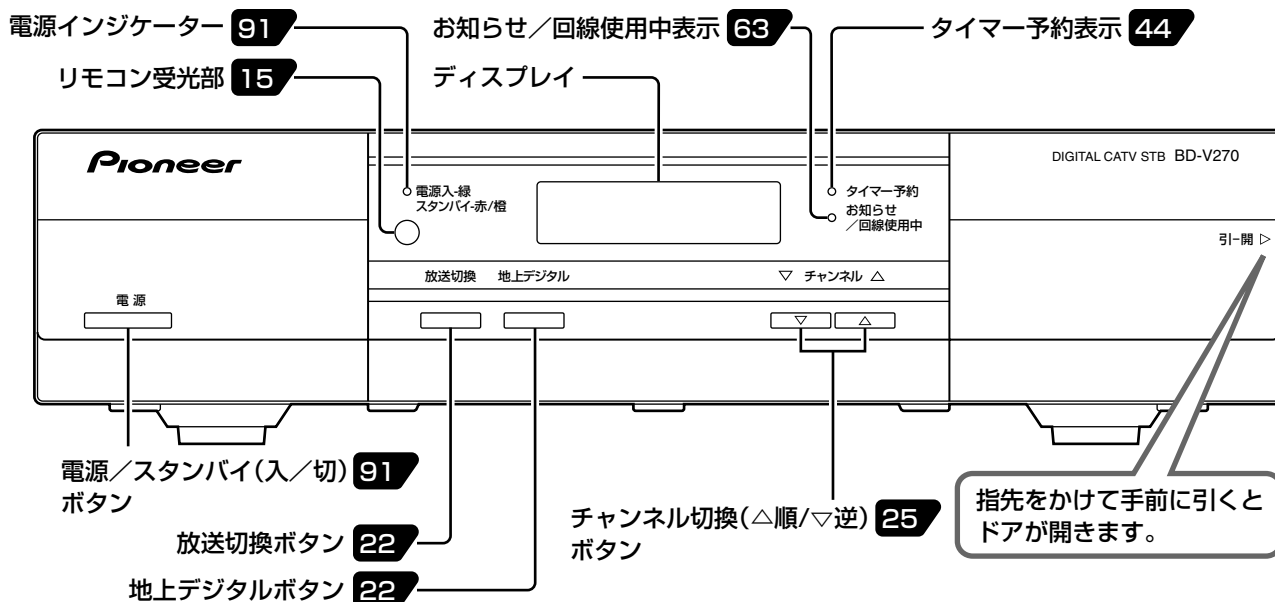 電源インジケーター 91
お知らせ／回線使用中表示 63
タイマー予約表示 44
リモコン受光部 15
ディスプレイ
Pioneer
DIGITAL CATV STB BD-V270
電源入-緑
スタンバイ-赤/橙
タイマー予約
お知らせ
／回線使用中
引-開 ▷
放送切換 地上デジタル
▽ チャンネル △
電 源
▽ △
電源／スタンバイ(入／切) 91
ボタン
放送切換ボタン 22
地上デジタルボタン 22
チャンネル切換(△順/▽逆) 25
ボタン
指先をかけて手前に引くと
ドアが開きます。